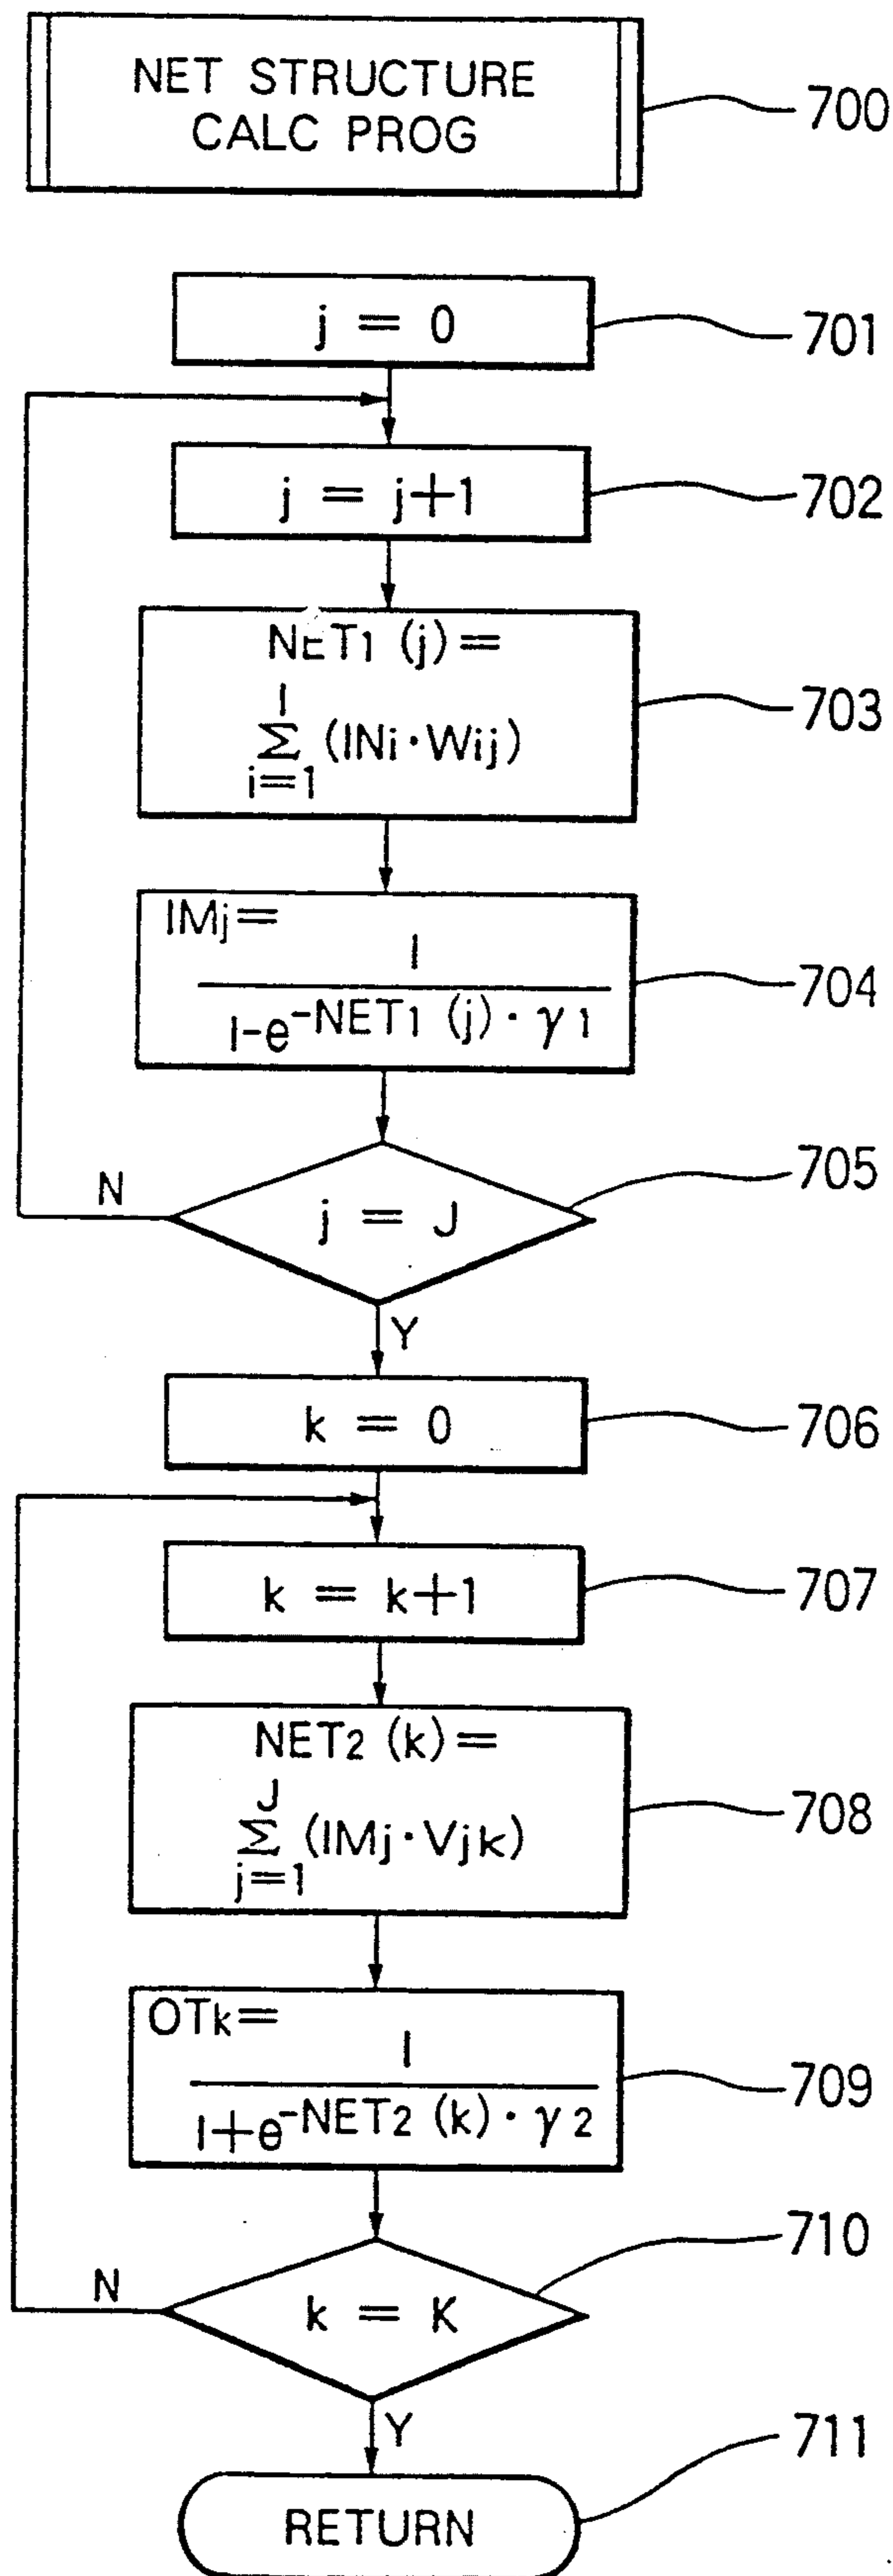 NET STRUCTURE
CALC PROG
700
j = 0
701
j = j+1
702
NET1 (j) =
I
Σ (INi·Wij)
i=1
703
IMj=
1
1-e-NET1 (j)·γ1
704
j = J
705
N
Y
k = 0
706
k = k+1
707
NET2 (k) =
J
Σ (IMj·Vjk)
j=1
708
OTk=
1
1+e-NET2 (k)·γ2
709
k = K
710
N
Y
RETURN
711